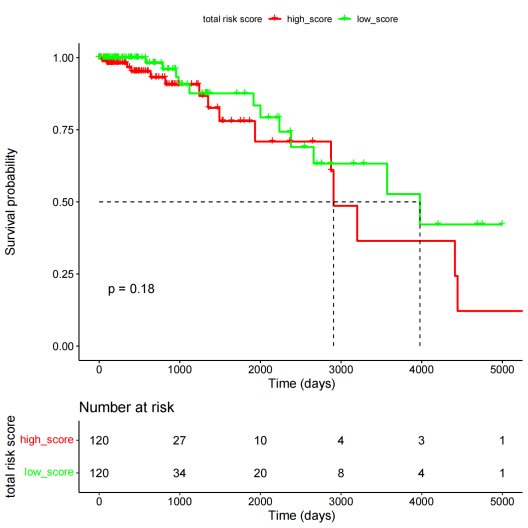 total risk score high_score low_score
1.00
0.75
0.50
0.25
0.00
Survival probability
p = 0.18
0 1000 2000 3000 4000 5000
Time (days)
Number at risk
total risk score
high_score 120 27 10 4 3 1
low_score 120 34 20 8 4 1
0 1000 2000 3000 4000 5000
Time (days)